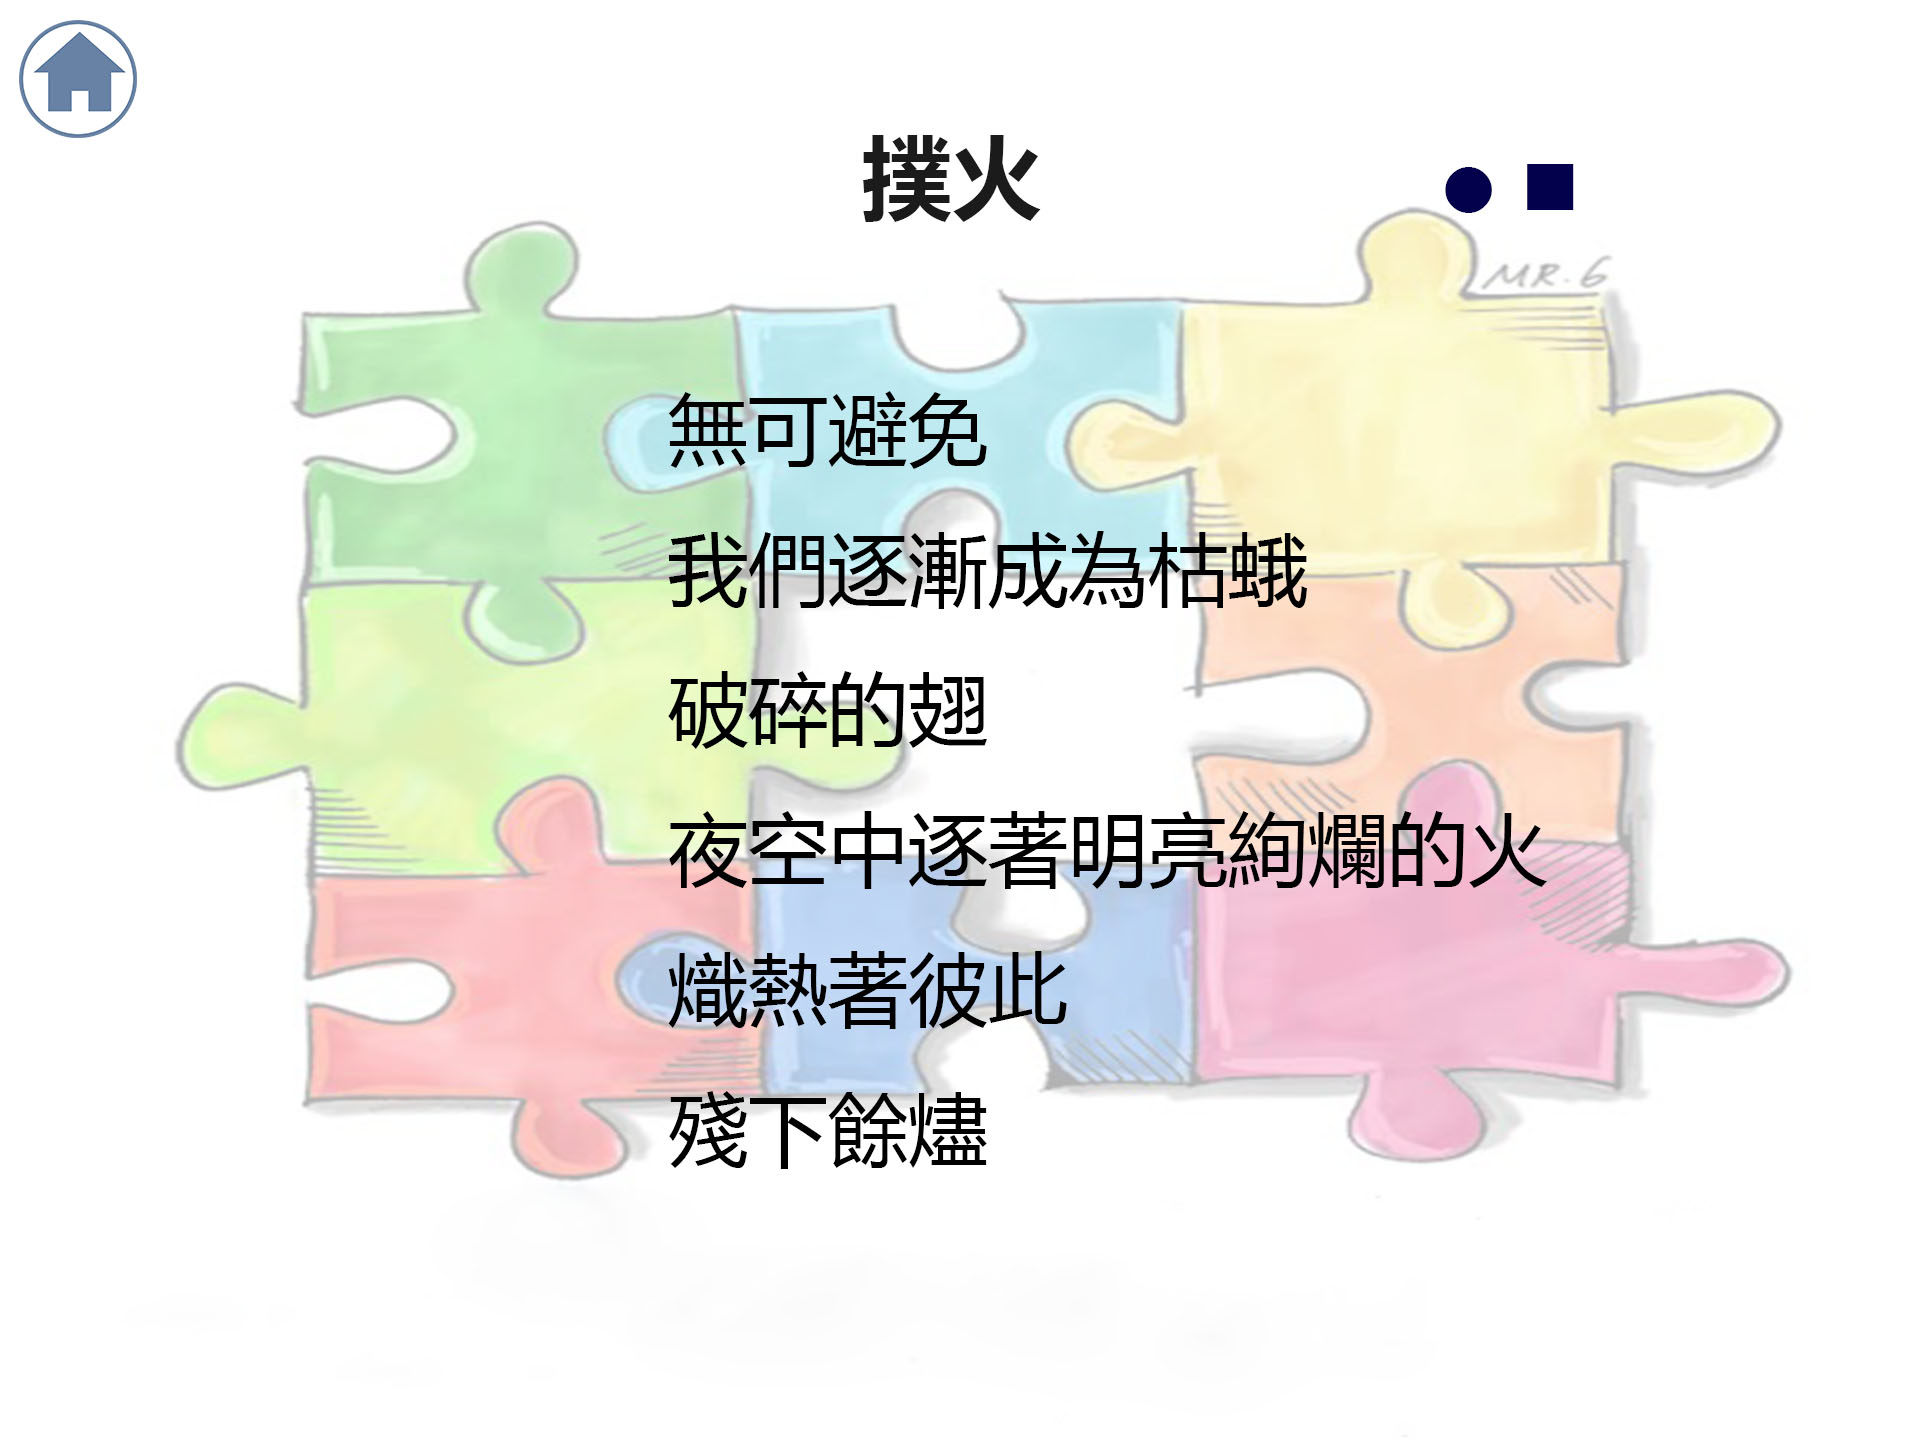 撲火
MR.6
無可避免
我們逐漸成為枯蛾
破碎的翅
夜空中逐著明亮絢爛的火
熾熱著彼此
殘下餘燼